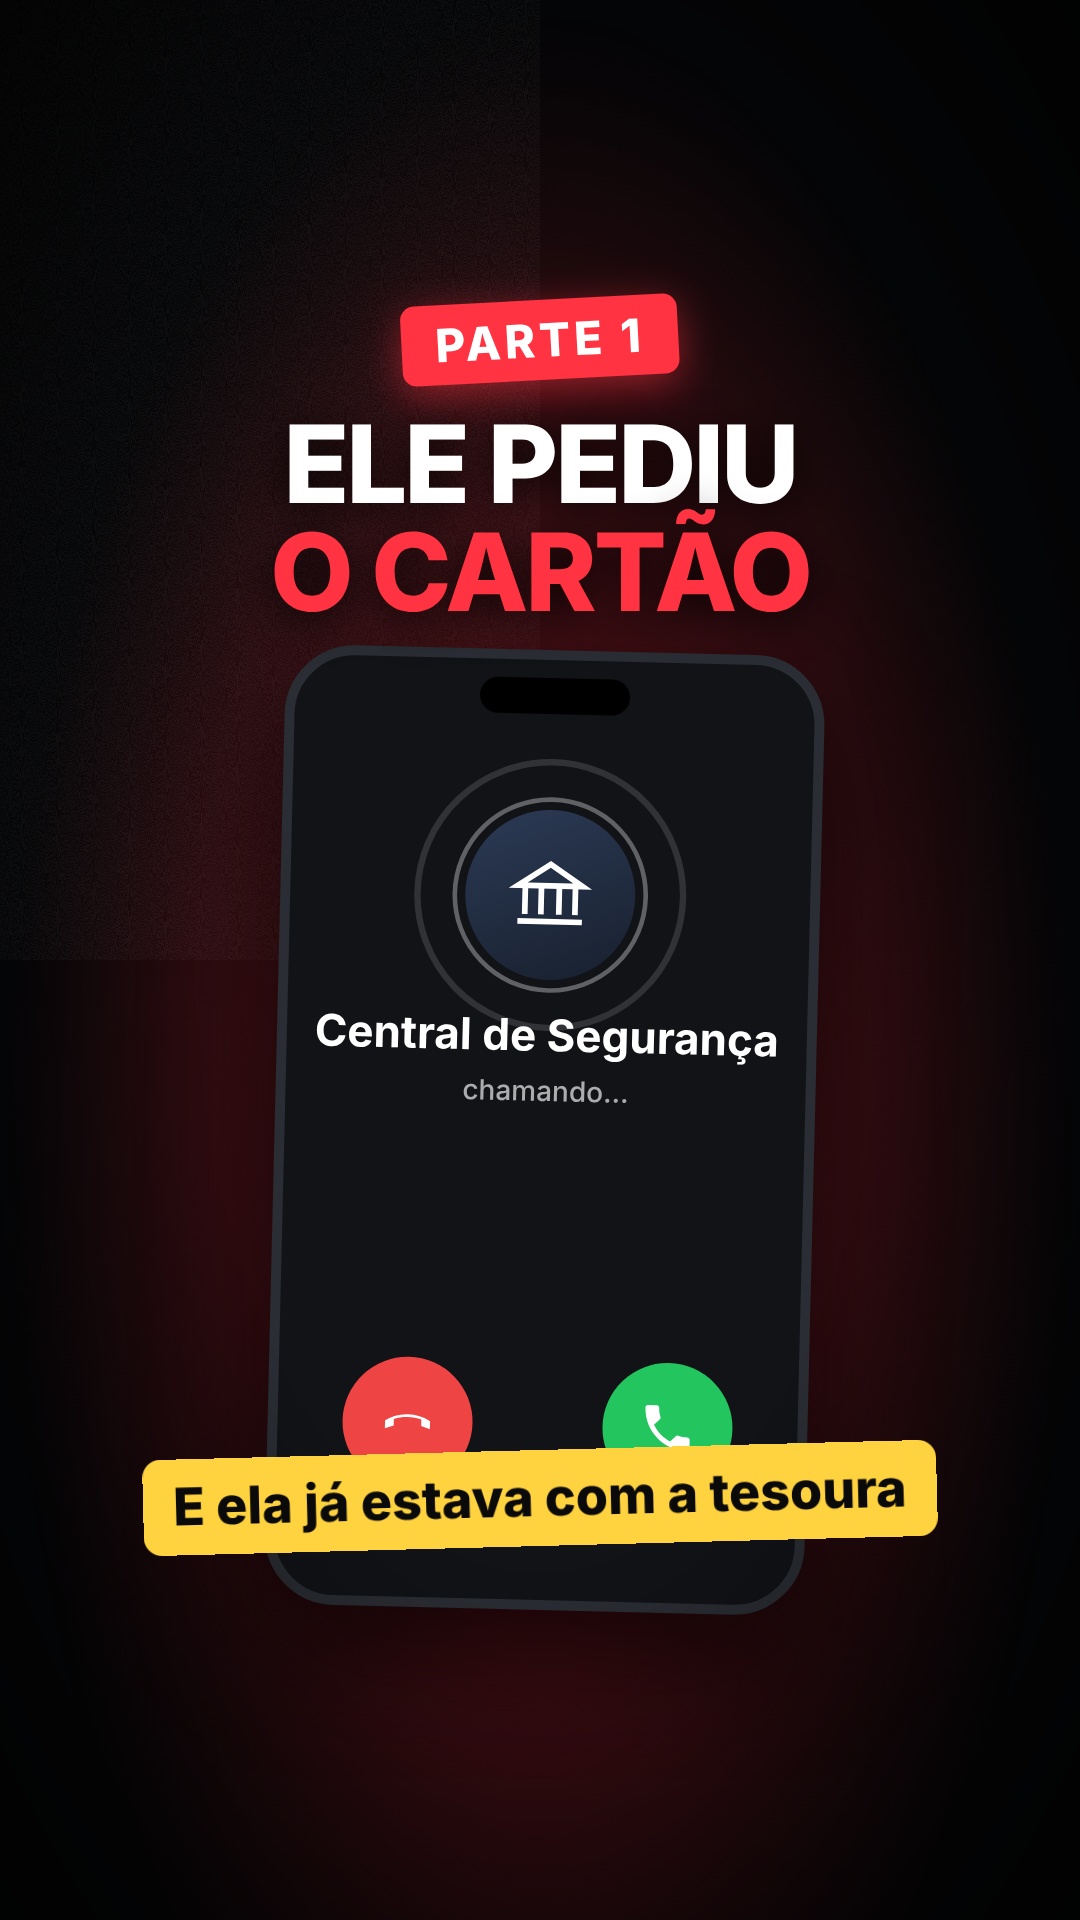 PARTE 1
ELE PEDIU
O CARTÃO
Central de Segurança
chamando...
E ela já estava com a tesoura